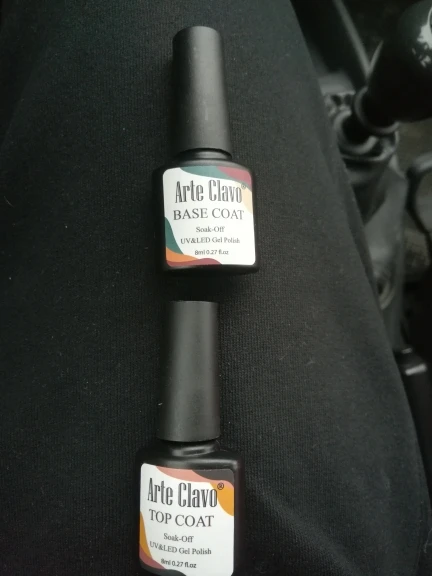 Arte Clavo®
BASE COAT
Soak-Off
UV&LED Gel Polish
8ml 0.27 fl.oz
Arte Clavo®
TOP COAT
Soak-Off
UV&LED Gel Polish
8ml 0.27 fl.oz